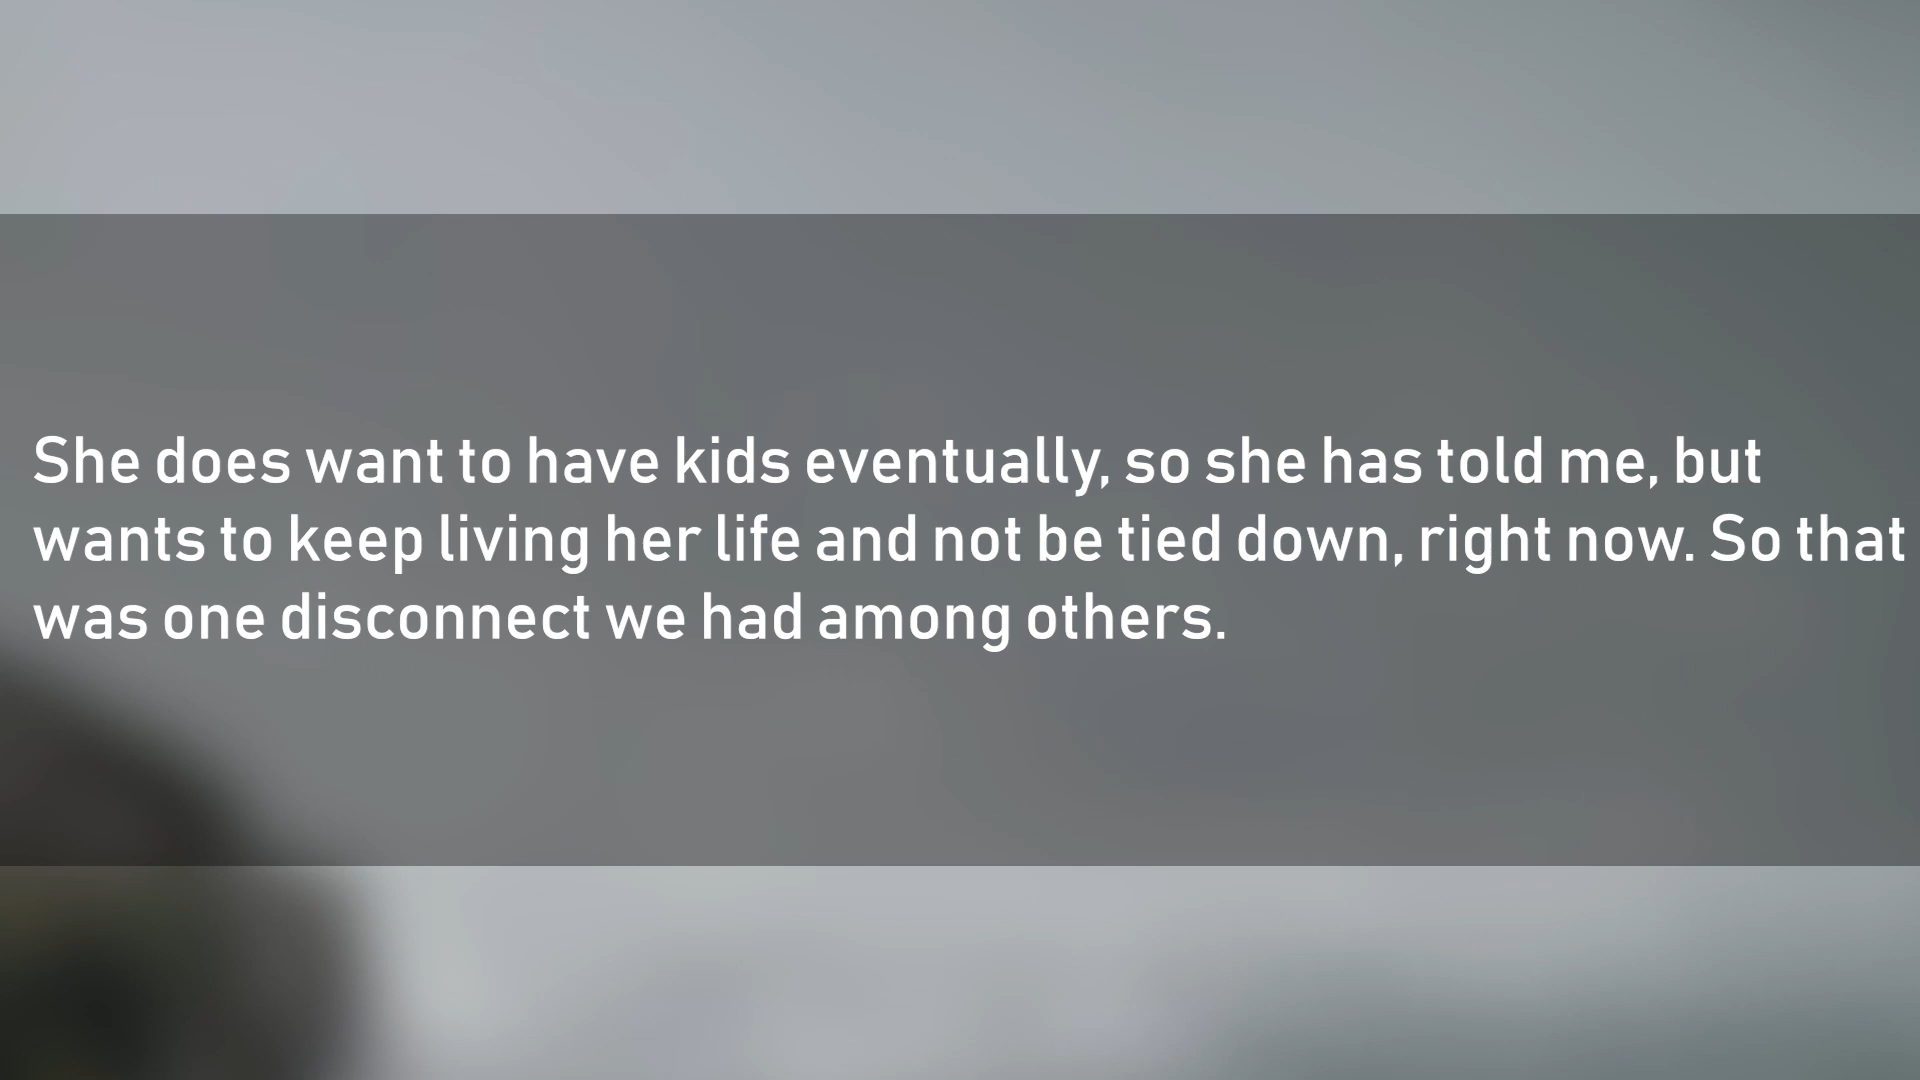 She does want to have kids eventually, so she has told me, but
wants to keep living her life and not be tied down, right now. So that
was one disconnect we had among others.